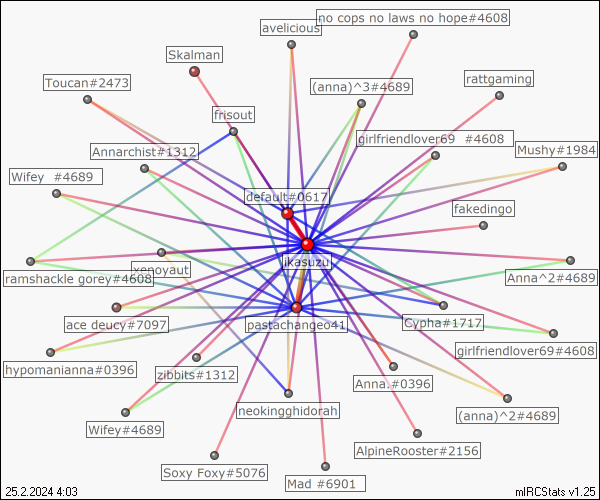 no cops no laws no hope#4608
avelicious
Skalman
Toucan#2473
(anna)^3#4689
rattgaming
frisout
girlfriendlover69 #4608
Annarchist#1312
Mushy#1984
Wifey #4689
default#0617
fakedingo
ikasuzu
xenoyaut
ramshackle gorey#4608
Anna^2#4689
ace deucy#7097
pastachangeo41
Cypha#1717
girlfriendlover69#4608
hypomanianna#0396
zibbits#1312
Anna.#0396
neokingghidorah
(anna)^2#4689
Wifey#4689
AlpineRooster#2156
Soxy Foxy#5076
Mad #6901
25.2.2024 4:03
mIRCStats v1.25